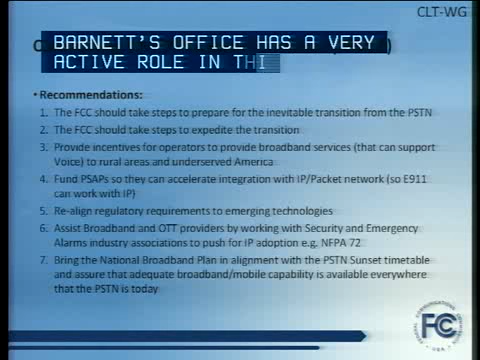 CLT-WG
BARNETT'S OFFICE HAS A VERY
ACTIVE ROLE IN THI
• Recommendations:
1. The FCC should take steps to prepare for the inevitable transition from the PSTN
2. The FCC should take steps to expedite the transition
3. Provide incentives for operators to provide broadband services (that can support
Voice) to rural areas and underserved America
4. Fund PSAPs so they can accelerate integration with IP/Packet network (so E911
can work with IP)
5. Re-align regulatory requirements to emerging technologies
6. Assist Broadband and OTT providers by working with Security and Emergency
Alarms industry associations to push for IP adoption e.g. NFPA 72
7. Bring the National Broadband Plan in alignment with the PSTN Sunset timetable
and assure that adequate broadband/mobile capability is available everywhere
that the PSTN is today
FEDERAL COMMUNICATIONS COMMISSION
FCC
USA